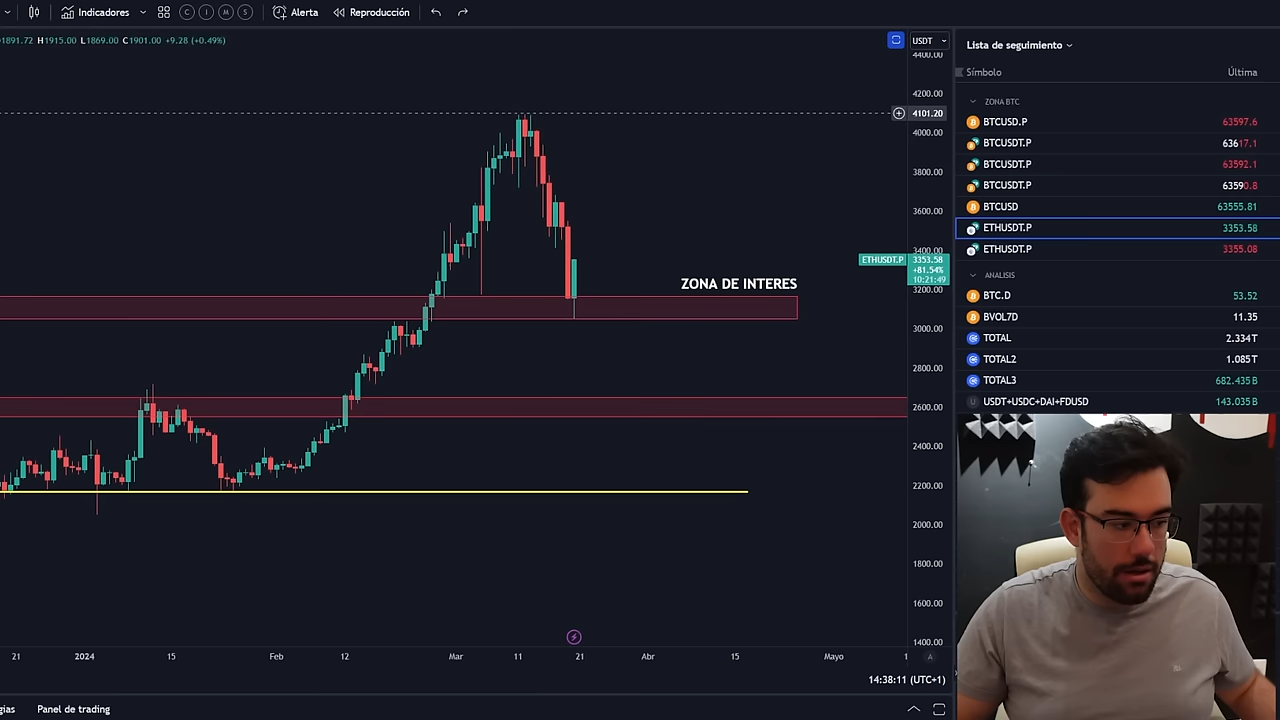 Indicadores
C I M S
Alerta
Reproducción
1891.72 H1915.00 L1869.00 C1901.00 +9.28 (+0.49%)
USDT
Lista de seguimiento
Símbolo Última
ZONA BTC
BTCUSD.P 63597.6
BTCUSDT.P 63617.1
BTCUSDT.P 63592.1
BTCUSDT.P 63590.8
BTCUSD 63555.81
ETHUSDT.P 3353.58
ETHUSDT.P 3355.08
ANALISIS
BTC.D 53.52
BVOL7D 11.35
TOTAL 2.334T
TOTAL2 1.085T
TOTAL3 682.435B
USDT+USDC+DAI+FDUSD 143.035B
4400.00
4200.00
4101.20
4000.00
3800.00
3600.00
3400.00
ETHUSDT.P 3353.58
+81.54%
10:21:49
3200.00
ZONA DE INTERES
3000.00
2800.00
2600.00
2400.00
2200.00
2000.00
1800.00
1600.00
1400.00
21 2024 15 Feb 12 Mar 11 21 Abr 15 Mayo 1 A
14:38:11 (UTC+1)
gias Panel de trading